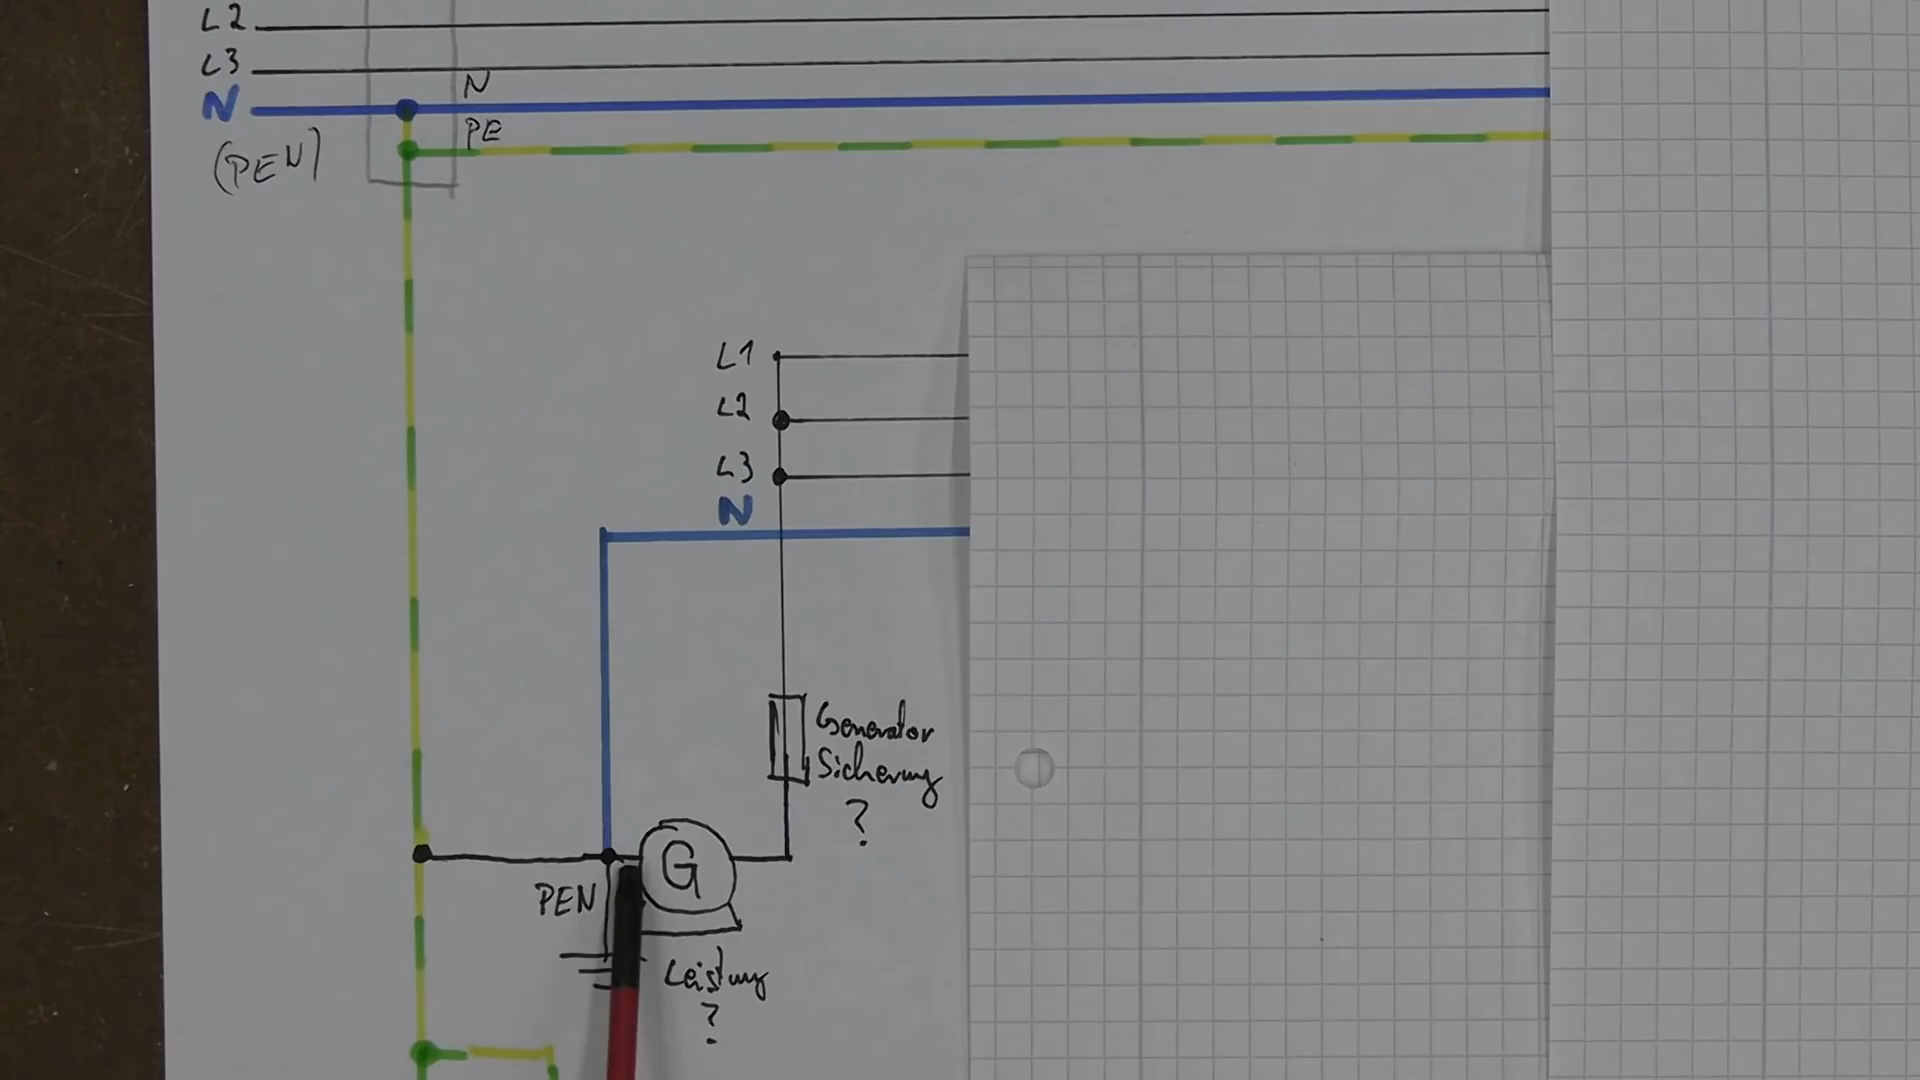 L2
L3
N
N
PE
(PEN)
L1
L2
L3
N
Generator
Sicherung
?
G
PEN
Leistung
?